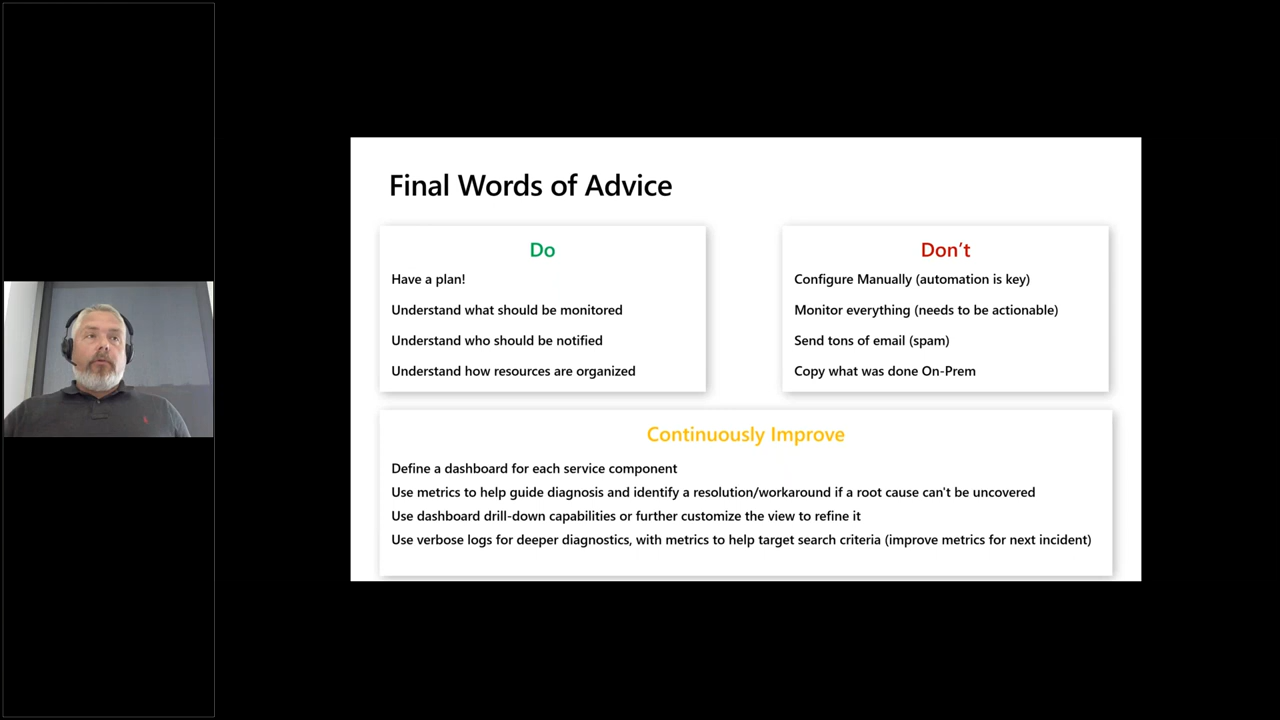 Final Words of Advice
Do
Have a plan!
Understand what should be monitored
Understand who should be notified
Understand how resources are organized
Don't
Configure Manually (automation is key)
Monitor everything (needs to be actionable)
Send tons of email (spam)
Copy what was done On-Prem
Continuously Improve
Define a dashboard for each service component
Use metrics to help guide diagnosis and identify a resolution/workaround if a root cause can't be uncovered
Use dashboard drill-down capabilities or further customize the view to refine it
Use verbose logs for deeper diagnostics, with metrics to help target search criteria (improve metrics for next incident)